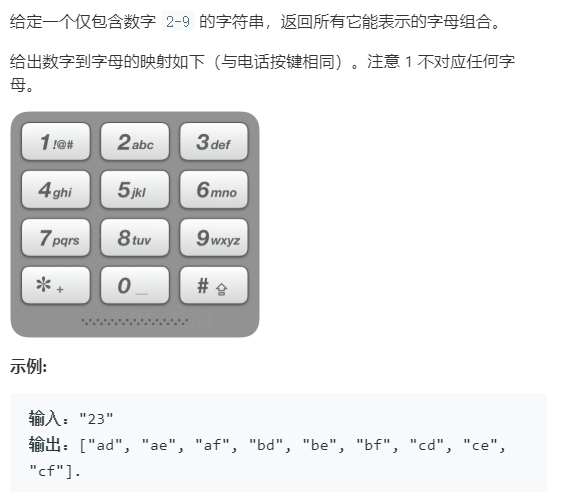 给定一个仅包含数字 2-9 的字符串，返回所有它能表示的字母组合。
给出数字到字母的映射如下（与电话按键相同）。注意 1 不对应任何字
母。
1 !@# 2 abc 3 def
4 ghi 5 jkl 6 mno
7 pqrs 8 tuv 9 wxyz
* + 0 _ # ⇧
示例:
输入："23"
输出：["ad", "ae", "af", "bd", "be", "bf", "cd", "ce",
"cf"].